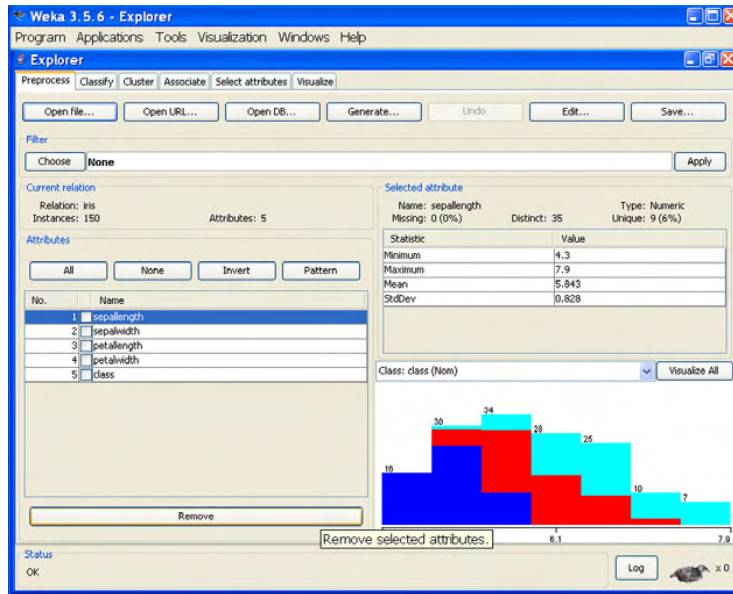 Weka 3.5.6 - Explorer
Program Applications Tools Visualization Windows Help
Explorer
Preprocess Classify Cluster Associate Select attributes Visualize
Open file... Open URL... Open DB... Generate... Undo Edit... Save...
Filter
Choose None Apply
Current relation
Relation: iris
Instances: 150 Attributes: 5
Selected attribute
Name: sepallength Type: Numeric
Missing: 0 (0%) Distinct: 35 Unique: 9 (6%)
Attributes
All None Invert Pattern
No. Name
1 sepallength
2 sepalwidth
3 petallength
4 petalwidth
5 class
Remove
Remove selected attributes.
Statistic Value
Minimum 4.3
Maximum 7.9
Mean 5.843
StdDev 0.828
Class: class (Nom) Visualize All
16 30 34 28 25 10 7
6.1 7.9
Status
OK
Log x 0